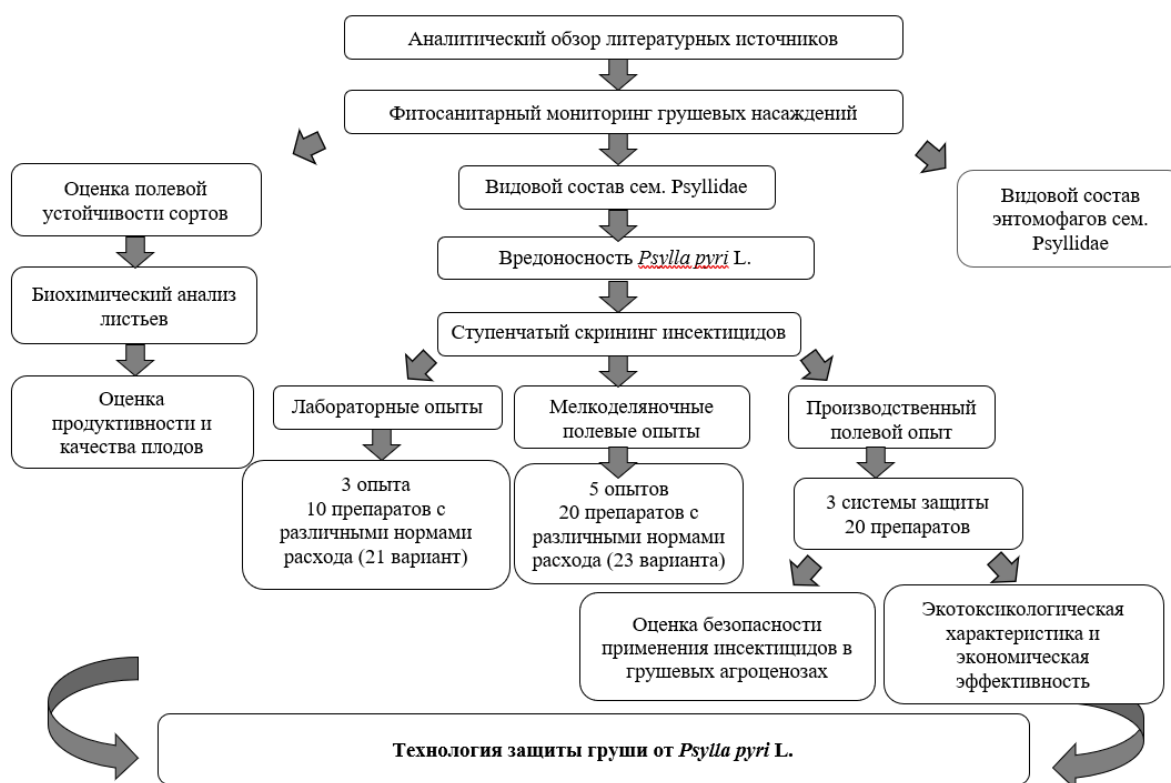 Аналитический обзор литературных источников
Фитосанитарный мониторинг грушевых насаждений
Оценка полевой
устойчивости сортов
Видовой состав сем. Psyllidae
Видовой состав
энтомофагов сем.
Psyllidae
Вредоносность Psylla pyri L.
Биохимический анализ
листьев
Ступенчатый скрининг инсектицидов
Оценка
продуктивности и
качества плодов
Лабораторные опыты
Мелкоделяночные
полевые опыты
Производственный
полевой опыт
3 опыта
10 препаратов с
различными нормами
расхода (21 вариант)
5 опытов
20 препаратов с
различными нормами
расхода (23 варианта)
3 системы защиты
20 препаратов
Оценка безопасности
применения инсектицидов в
грушевых агроценозах
Экотоксикологическая
характеристика и
экономическая
эффективность
Технология защиты груши от Psylla pyri L.